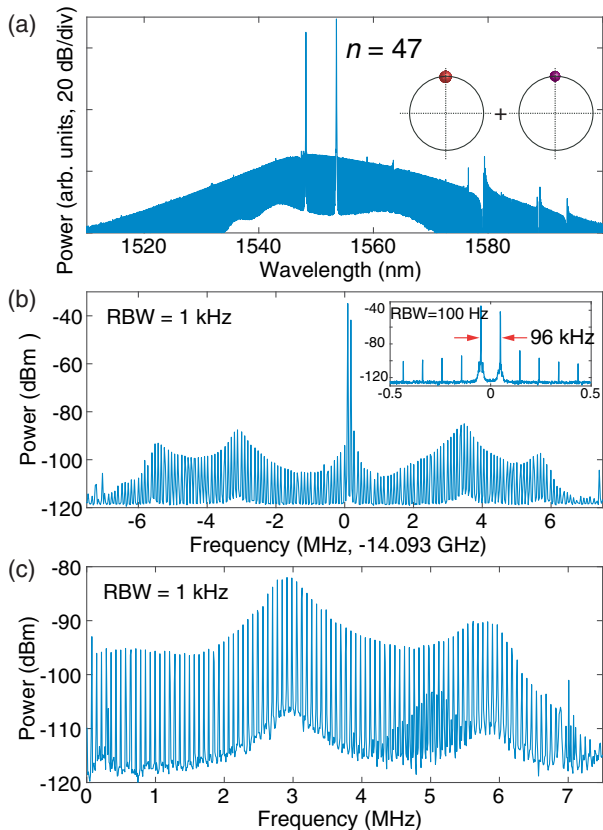 (a)
n = 47
+
Power (arb. units, 20 dB/div)
1520 1540 1560 1580
Wavelength (nm)
(b)
RBW = 1 kHz
RBW=100 Hz
96 kHz
-40
-80
-120
-0.5 0 0.5
-40
-60
-80
-100
-120
Power (dBm )
-6 -4 -2 0 2 4 6
Frequency (MHz, -14.093 GHz)
(c)
RBW = 1 kHz
-80
-90
-100
-110
-120
Power (dBm)
0 1 2 3 4 5 6 7
Frequency (MHz)